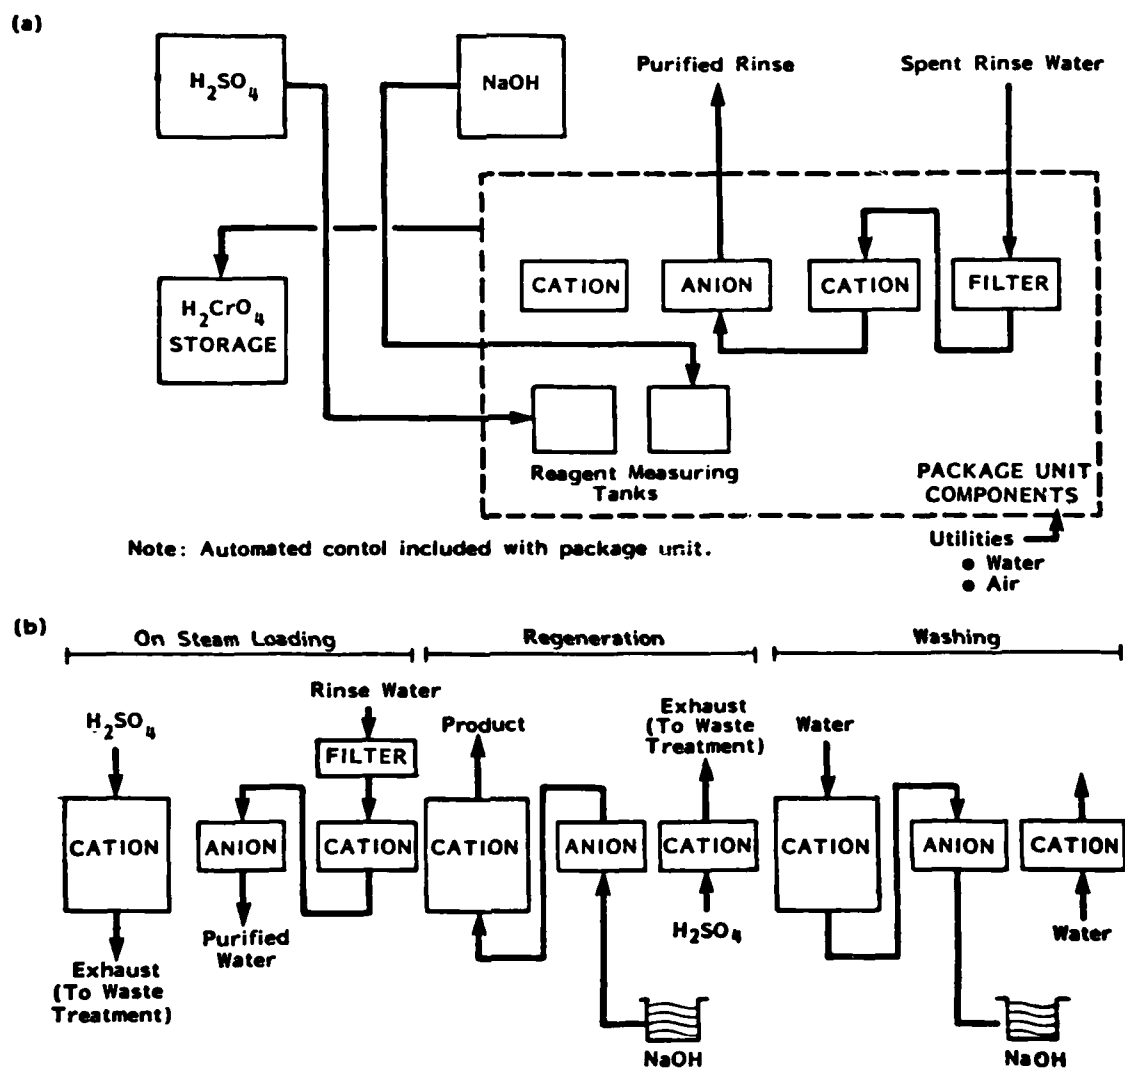 (a)
H2SO4
NaOH
Purified Rinse
Spent Rinse Water
CATION
ANION
CATION
FILTER
H2CrO4
STORAGE
Reagent Measuring
Tanks
PACKAGE UNIT
COMPONENTS
Utilities
• Water
• Air
Note: Automated contol included with package unit.
(b)
On Steam Loading
Regeneration
Washing
H2SO4
Rinse Water
FILTER
CATION
ANION
CATION
Purified
Water
Exhaust
(To Waste
Treatment)
Product
Exhaust
(To Waste
Treatment)
CATION
ANION
CATION
H2SO4
NaOH
Water
CATION
ANION
CATION
Water
NaOH